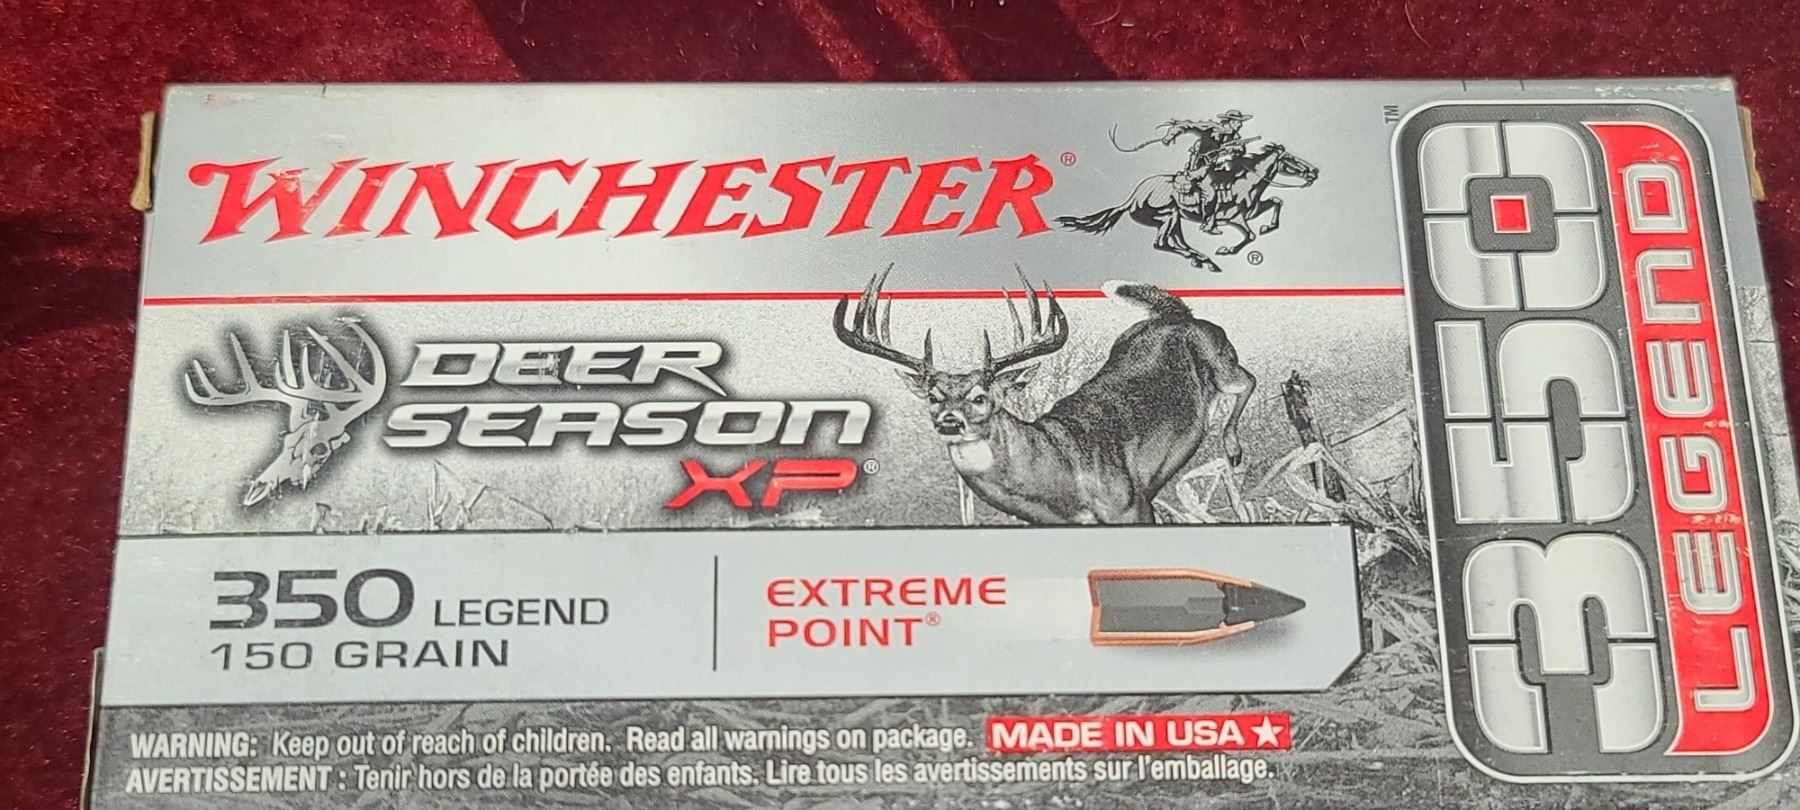 WINCHESTER®
®
DEER
SEASON
XP®
350 LEGEND
150 GRAIN
EXTREME
POINT®
WARNING: Keep out of reach of children. Read all warnings on package. MADE IN USA
AVERTISSEMENT : Tenir hors de la portée des enfants. Lire tous les avertissements sur l'emballage.
350
LEGEND
™